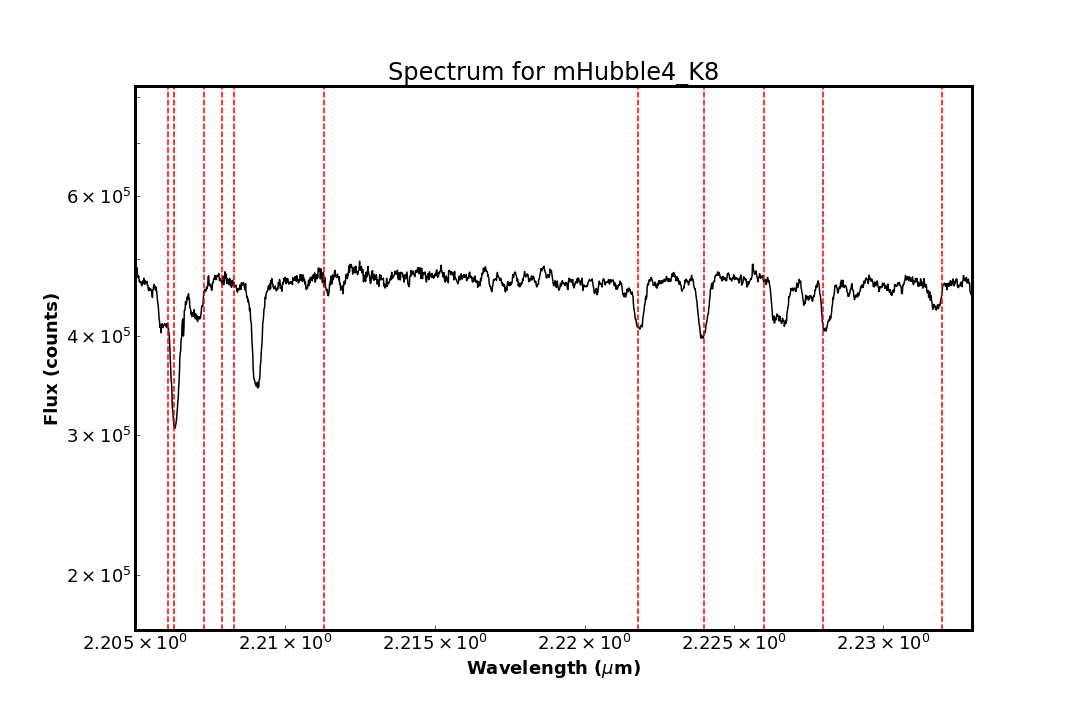 Spectrum for mHubble4_K8
Flux (counts)
6 × 10⁵
4 × 10⁵
3 × 10⁵
2 × 10⁵
2.205 × 10⁰ 2.21 × 10⁰ 2.215 × 10⁰ 2.22 × 10⁰ 2.225 × 10⁰ 2.23 × 10⁰
Wavelength (μm)